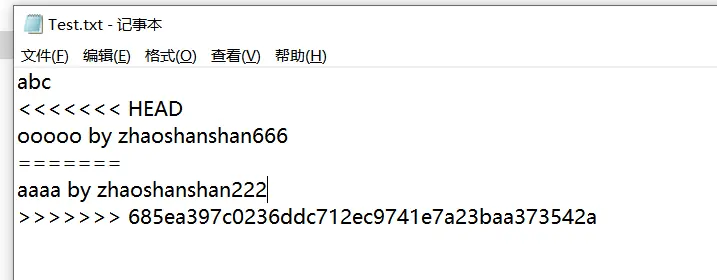 Test.txt - 记事本
文件(F) 编辑(E) 格式(O) 查看(V) 帮助(H)
abc
<<<<<<< HEAD
ooooo by zhaoshanshan666
=======
aaaa by zhaoshanshan222
>>>>>>> 685ea397c0236ddc712ec9741e7a23baa373542a